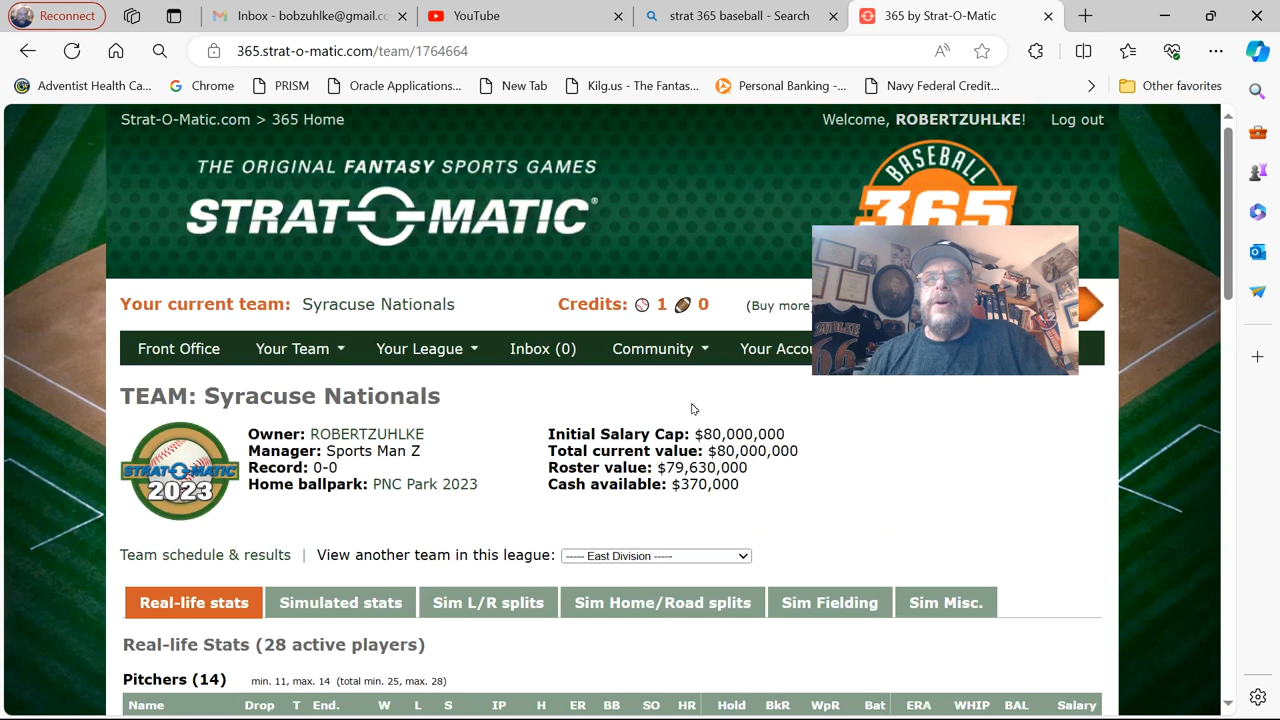 Reconnect
Inbox - bobzuhlke@gmail.cc
YouTube
strat 365 baseball - Search
365 by Strat-O-Matic
365.strat-o-matic.com/team/1764664
Adventist Health Ca...
Chrome
PRISM
Oracle Applications...
New Tab
Kilg.us - The Fantas...
Personal Banking -...
Navy Federal Credit...
Other favorites
Strat-O-Matic.com > 365 Home
Welcome, ROBERTZUHLKE! Log out
THE ORIGINAL FANTASY SPORTS GAMES
STRAT-O-MATIC®
BASEBALL
365
Your current team: Syracuse Nationals
Credits: 1 0 (Buy more
Front Office
Your Team
Your League
Inbox (0)
Community
Your Accou
ZUHLKE
66
TEAM: Syracuse Nationals
STRAT-O-MATIC
2023
Owner: ROBERTZUHLKE
Manager: Sports Man Z
Record: 0-0
Home ballpark: PNC Park 2023
Initial Salary Cap: $80,000,000
Total current value: $80,000,000
Roster value: $79,630,000
Cash available: $370,000
Team schedule & results | View another team in this league: ----- East Division -----
Real-life stats
Simulated stats
Sim L/R splits
Sim Home/Road splits
Sim Fielding
Sim Misc.
Real-life Stats (28 active players)
Pitchers (14) min. 11, max. 14 (total min. 25, max. 28)
Name Drop T End. W L S IP H ER BB SO HR Hold BkR WpR Bat ERA WHIP BAL Salary